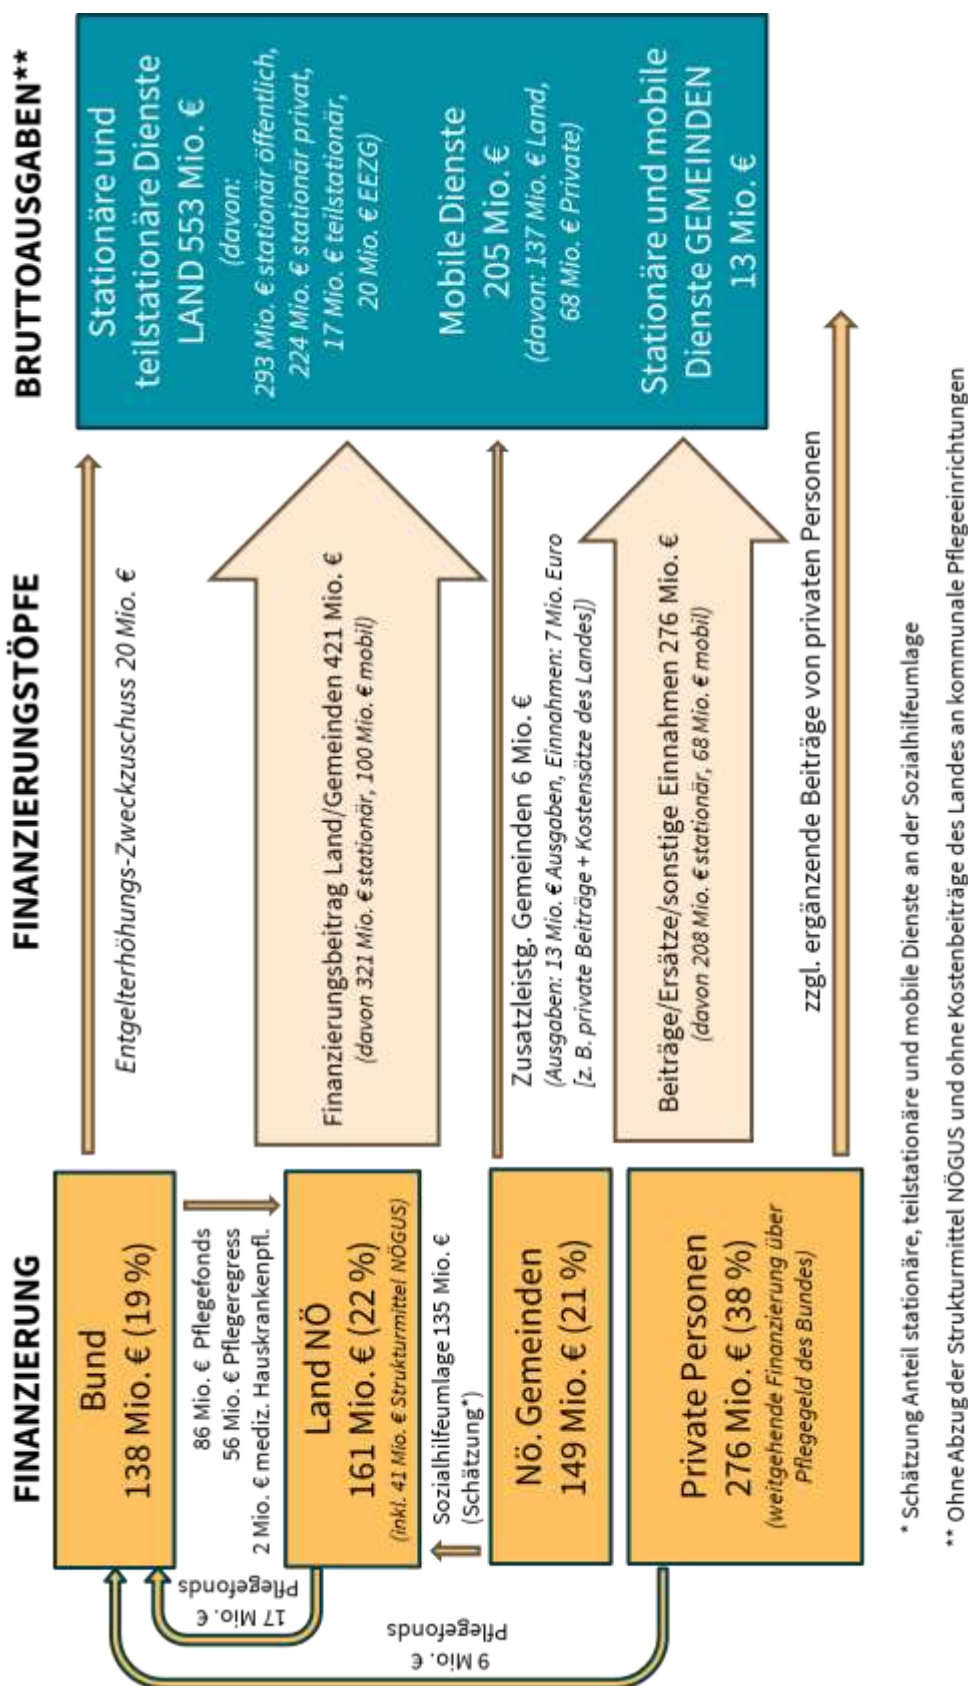 FINANZIERUNG
FINANZIERUNGSTÖPFE
BRUTTOAUSGABEN**
Bund
138 Mio. € (19 %)
86 Mio. € Pflegefonds
56 Mio. € Pflegeregress
2 Mio. € mediz. Hauskrankenpfl.
Land NÖ
161 Mio. € (22 %)
(inkl. 41 Mio. € Strukturmittel NÖGUS)
Sozialhilfeumlage 135 Mio. €
(Schätzung*)
Nö. Gemeinden
149 Mio. € (21 %)
Private Personen
276 Mio. € (38 %)
(weitgehende Finanzierung über
Pflegegeld des Bundes)
17 Mio. €
Pflegefonds
9 Mio. €
Pflegefonds
Entgelterhöhungs-Zweckzuschuss 20 Mio. €
Finanzierungsbeitrag Land/Gemeinden 421 Mio. €
(davon 321 Mio. € stationär, 100 Mio. € mobil)
Zusatzleistg. Gemeinden 6 Mio. €
(Ausgaben: 13 Mio. € Ausgaben, Einnahmen: 7 Mio. Euro
[z. B. private Beiträge + Kostensätze des Landes])
Beiträge/Ersätze/sonstige Einnahmen 276 Mio. €
(davon 208 Mio. € stationär, 68 Mio. € mobil)
zzgl. ergänzende Beiträge von privaten Personen
Stationäre und
teilstationäre Dienste
LAND 553 Mio. €
(davon:
293 Mio. € stationär öffentlich,
224 Mio. € stationär privat,
17 Mio. € teilstationär,
20 Mio. € EEZG)
Mobile Dienste
205 Mio. €
(davon: 137 Mio. € Land,
68 Mio. € Private)
Stationäre und mobile
Dienste GEMEINDEN
13 Mio. €
* Schätzung Anteil stationäre, teilstationäre und mobile Dienste an der Sozialhilfeumlage
** Ohne Abzug der Strukturmittel NÖGUS und ohne Kostenbeiträge des Landes an kommunale Pflegeeinrichtungen